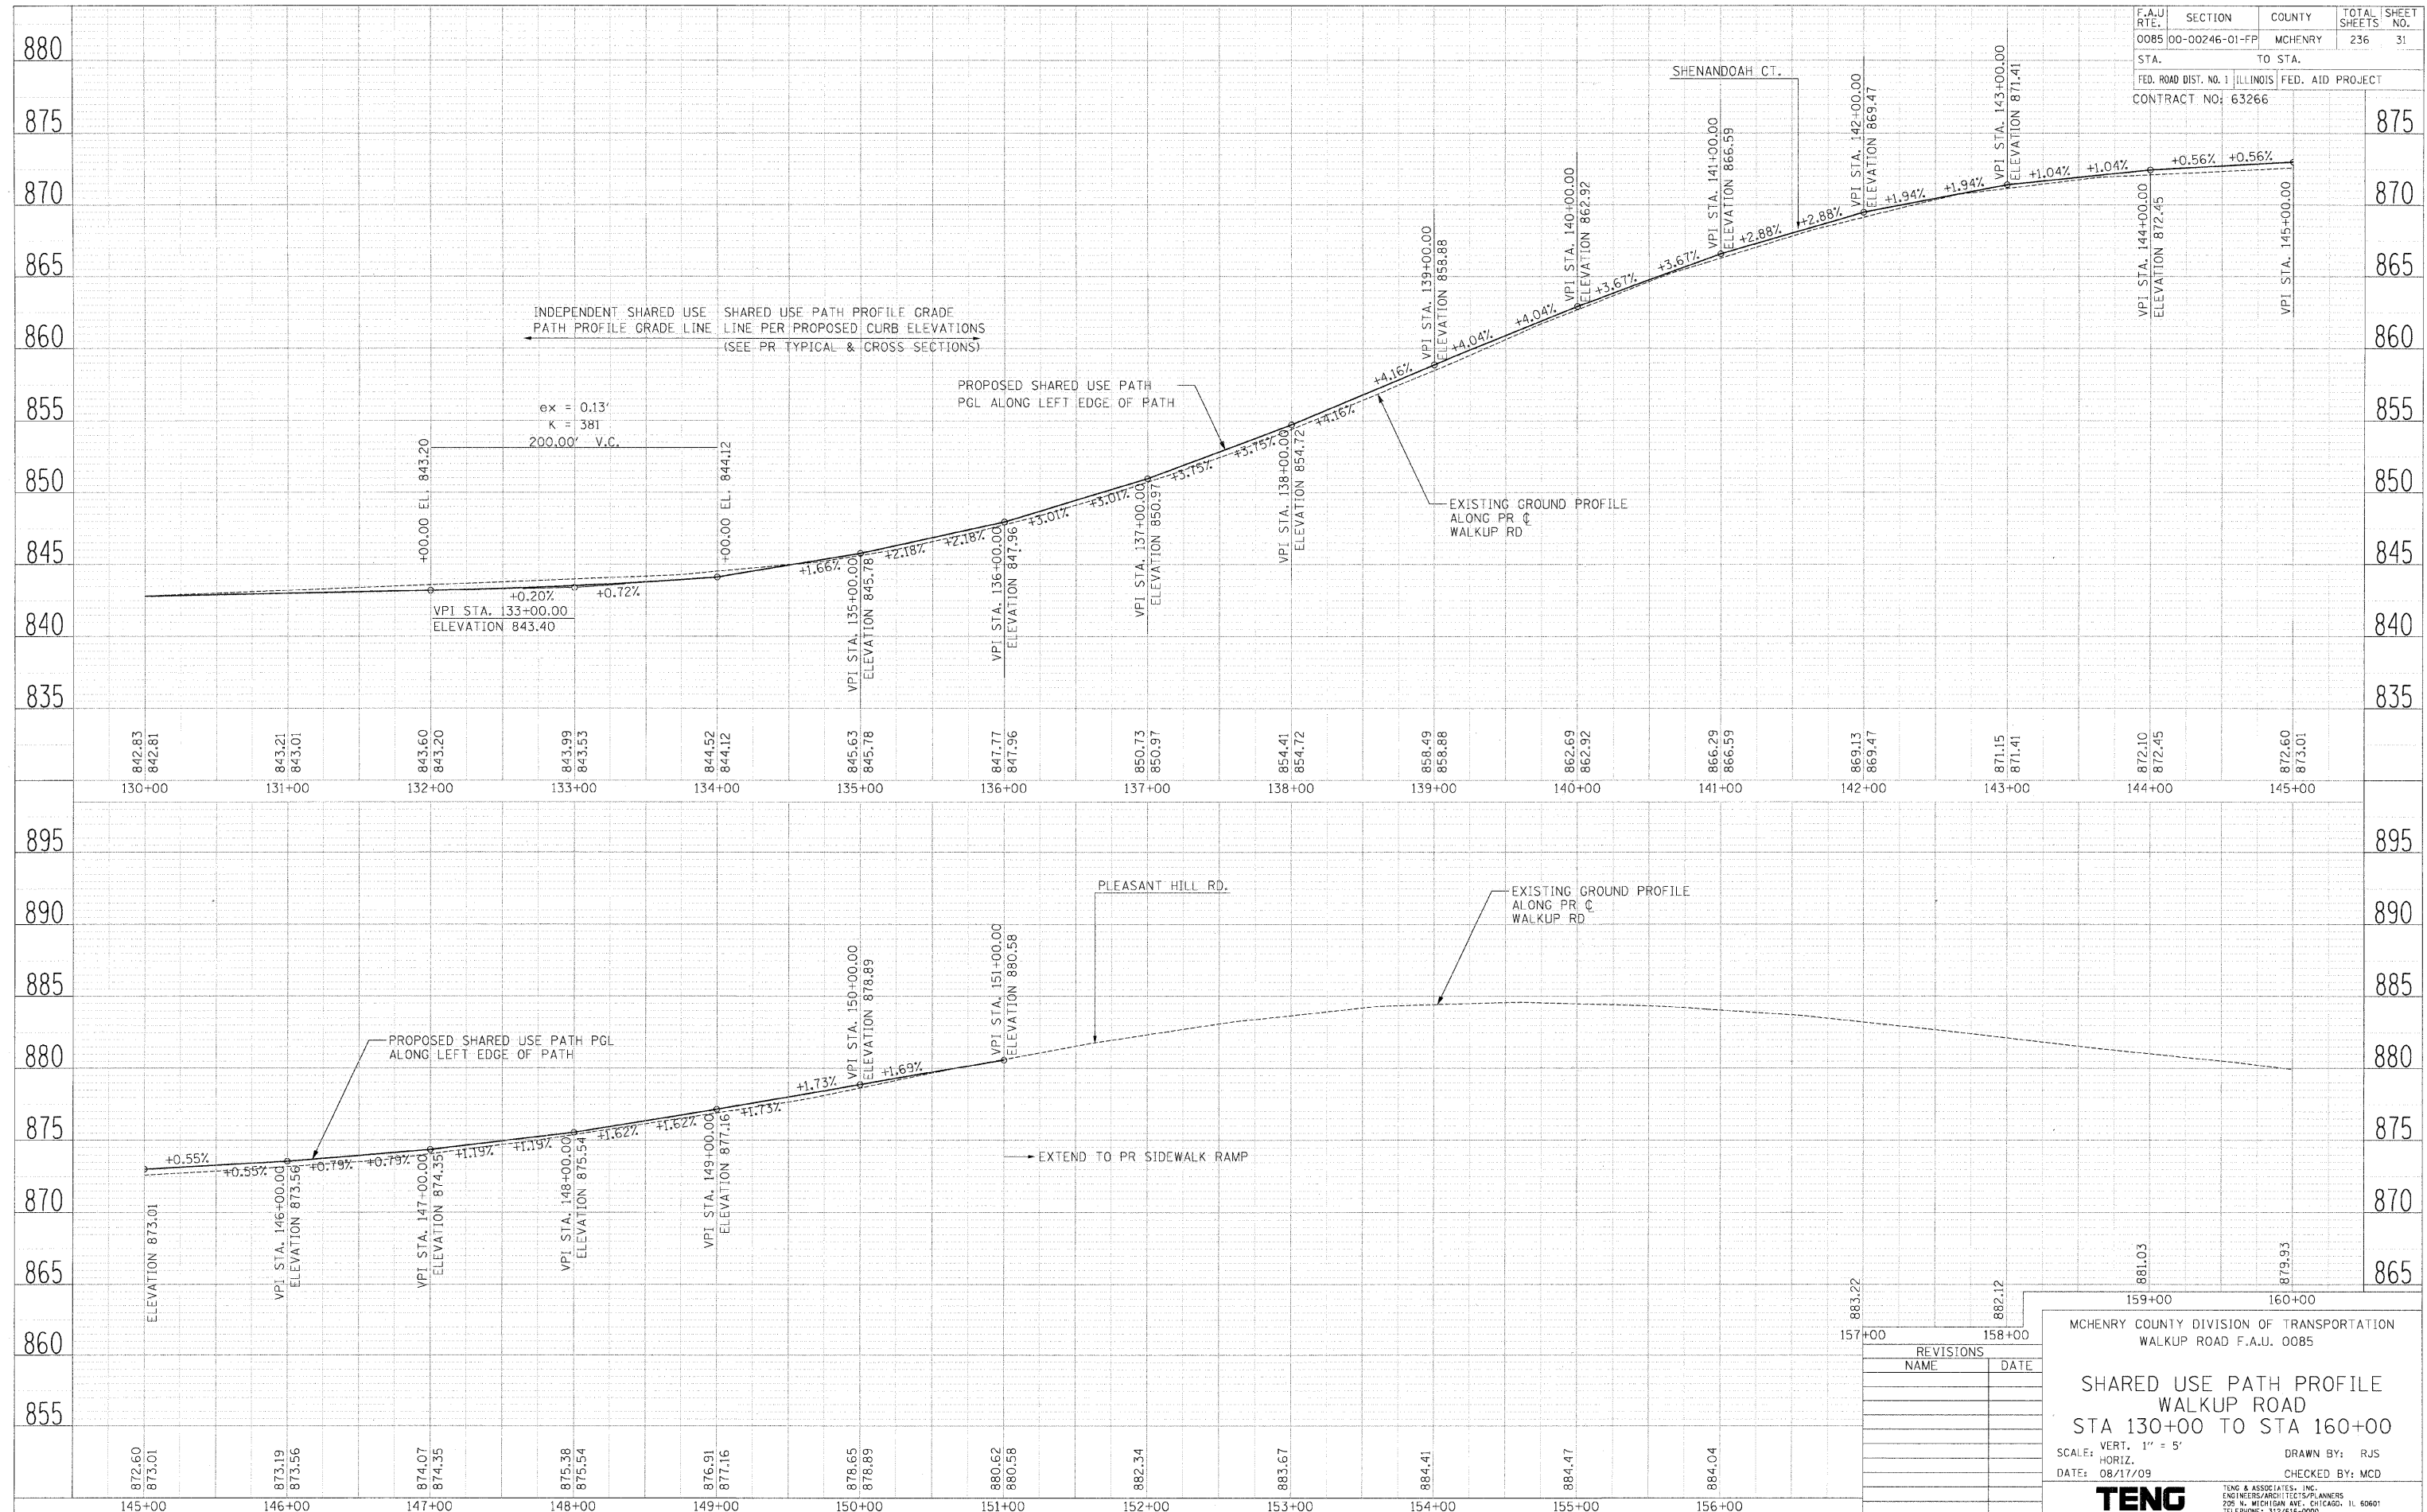 F.A.U RTE. SECTION COUNTY TOTAL SHEETS SHEET NO.
0085 00-00246-01-FP MCHENRY 236 31
STA. TO STA.
FED. ROAD DIST. NO. 1 ILLINOIS FED. AID PROJECT
CONTRACT NO: 63266
880
875 875
870 870
865 865
860 860
855 855
850 850
845 845
840 840
835 835
INDEPENDENT SHARED USE
PATH PROFILE GRADE LINE
SHARED USE PATH PROFILE GRADE
LINE PER PROPOSED CURB ELEVATIONS
(SEE PR TYPICAL & CROSS SECTIONS)
ex = 0.13'
K = 381
200.00' V.C.
+00.00 EL. 843.20
+00.00 EL. 844.12
+0.20%
+0.72%
VPI STA. 133+00.00
ELEVATION 843.40
+1.66%
VPI STA. 135+00.00
ELEVATION 845.78
+2.18%
+2.18%
VPI STA. 136+00.00
ELEVATION 847.96
+3.01%
+3.01%
VPI STA. 137+00.00
ELEVATION 850.97
+3.75%
+3.75%
PROPOSED SHARED USE PATH
PGL ALONG LEFT EDGE OF PATH
VPI STA. 138+00.00
ELEVATION 854.72
+4.16%
+4.16%
EXISTING GROUND PROFILE
ALONG PR ℄
WALKUP RD
VPI STA. 139+00.00
ELEVATION 858.88
+4.04%
+4.04%
VPI STA. 140+00.00
ELEVATION 862.92
+3.67%
+3.67%
SHENANDOAH CT.
VPI STA. 141+00.00
ELEVATION 866.59
+2.88%
+2.88%
VPI STA. 142+00.00
ELEVATION 869.47
+1.94%
+1.94%
VPI STA. 143+00.00
ELEVATION 871.41
+1.04%
+1.04%
VPI STA. 144+00.00
ELEVATION 872.45
+0.56%
+0.56%
VPI STA. 145+00.00
842.83 843.21 843.60 843.99 844.52 845.63 847.77 850.73 854.41 858.49 862.69 866.29 869.13 871.15 872.10 872.60
842.81 843.01 843.20 843.53 844.12 845.78 847.96 850.97 854.72 858.88 862.92 866.59 869.47 871.41 872.45 873.01
130+00 131+00 132+00 133+00 134+00 135+00 136+00 137+00 138+00 139+00 140+00 141+00 142+00 143+00 144+00 145+00
895 895
890 890
885 885
880 880
875 875
870 870
865 865
860
855
PROPOSED SHARED USE PATH PGL
ALONG LEFT EDGE OF PATH
ELEVATION 873.01
+0.55%
+0.55%
VPI STA. 146+00.00
ELEVATION 873.56
+0.79%
+0.79%
VPI STA. 147+00.00
ELEVATION 874.35
+1.19%
+1.19%
VPI STA. 148+00.00
ELEVATION 875.54
+1.62%
+1.62%
VPI STA. 149+00.00
ELEVATION 877.16
+1.73%
+1.73%
VPI STA. 150+00.00
ELEVATION 878.89
+1.69%
VPI STA. 151+00.00
ELEVATION 880.58
EXTEND TO PR SIDEWALK RAMP
PLEASANT HILL RD.
EXISTING GROUND PROFILE
ALONG PR ℄
WALKUP RD
872.60 873.19 874.07 875.38 876.91 878.65 880.62 882.34 883.67 884.41 884.47 884.04 883.22 882.12 881.03 879.93
873.01 873.56 874.35 875.54 877.16 878.89 880.58
145+00 146+00 147+00 148+00 149+00 150+00 151+00 152+00 153+00 154+00 155+00 156+00 157+00 158+00 159+00 160+00
REVISIONS
NAME DATE
MCHENRY COUNTY DIVISION OF TRANSPORTATION
WALKUP ROAD F.A.U. 0085
SHARED USE PATH PROFILE
WALKUP ROAD
STA 130+00 TO STA 160+00
SCALE: VERT. 1" = 5'
HORIZ.
DRAWN BY: RJS
DATE: 08/17/09
CHECKED BY: MCD
TENG
TENG & ASSOCIATES, INC.
ENGINEERS/ARCHITECTS/PLANNERS
205 N. MICHIGAN AVE. CHICAGO, IL 60601